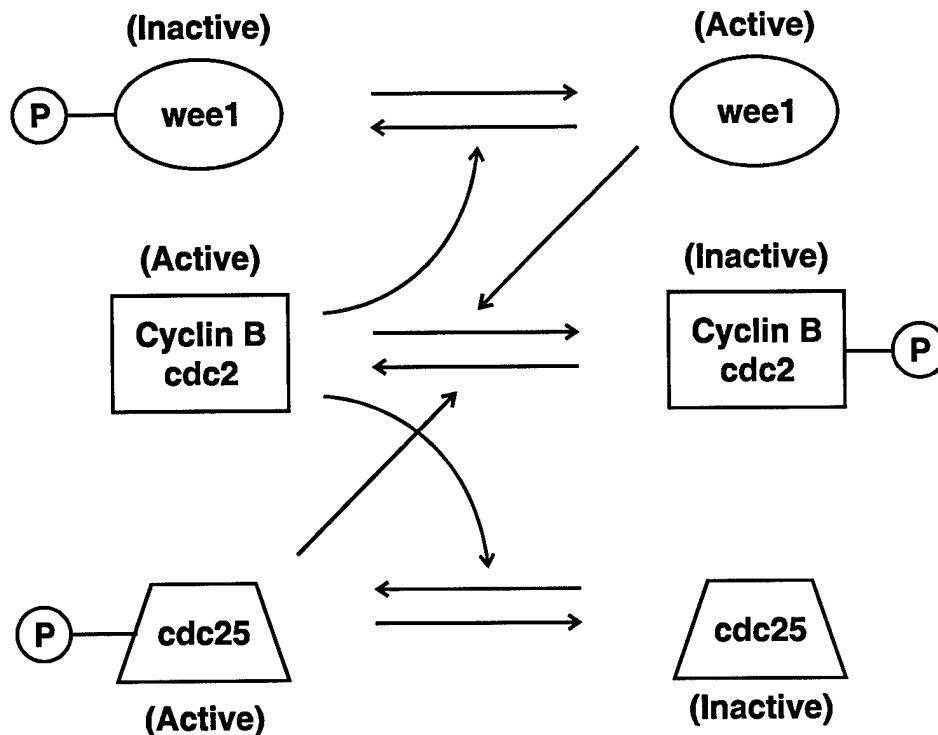 (Inactive)
(Active)
P
wee1
wee1
(Active)
(Inactive)
Cyclin B
cdc2
Cyclin B
cdc2
P
P
cdc25
cdc25
(Active)
(Inactive)